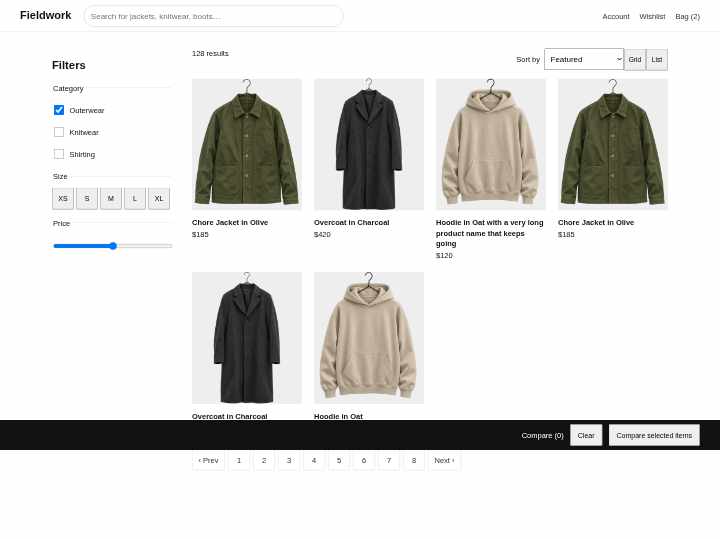 Fieldwork
Search for jackets, knitwear, boots…
Account Wishlist Bag (2)
Filters
Category
Outerwear
Knitwear
Shirting
Size
XS S M L XL
Price
128 results
Sort by Featured Grid List
Chore Jacket in Olive
$185
Overcoat in Charcoal
$420
Hoodie in Oat with a very long
product name that keeps
going
$120
Chore Jacket in Olive
$185
Overcoat in Charcoal
Hoodie in Oat
Compare (0) Clear Compare selected items
‹ Prev 1 2 3 4 5 6 7 8 Next ›